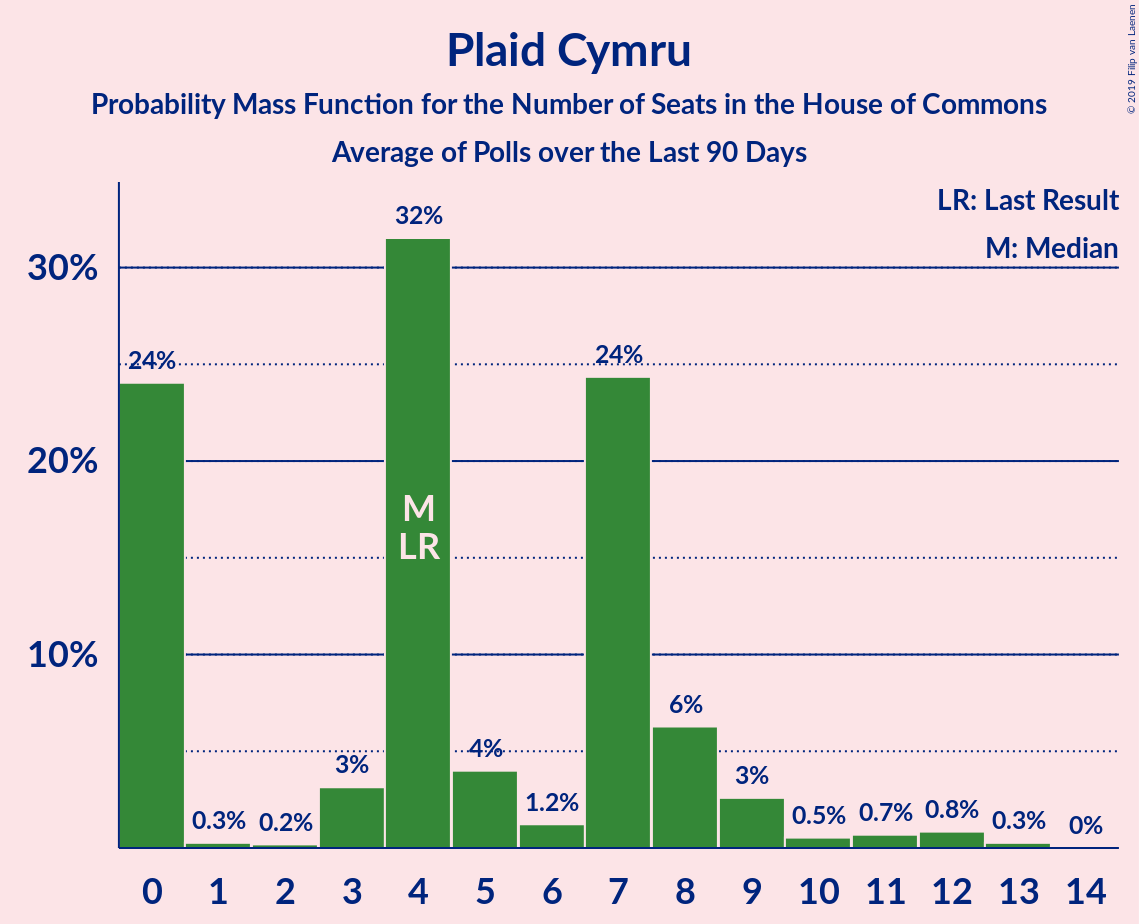 Plaid Cymru
Probability Mass Function for the Number of Seats in the House of Commons
Average of Polls over the Last 90 Days
© 2019 Filip van Laenen
LR: Last Result
M: Median
30%
20%
10%
24%
0.3%
0.2%
3%
32%
4%
1.2%
24%
6%
3%
0.5%
0.7%
0.8%
0.3%
0%
M
LR
0 1 2 3 4 5 6 7 8 9 10 11 12 13 14